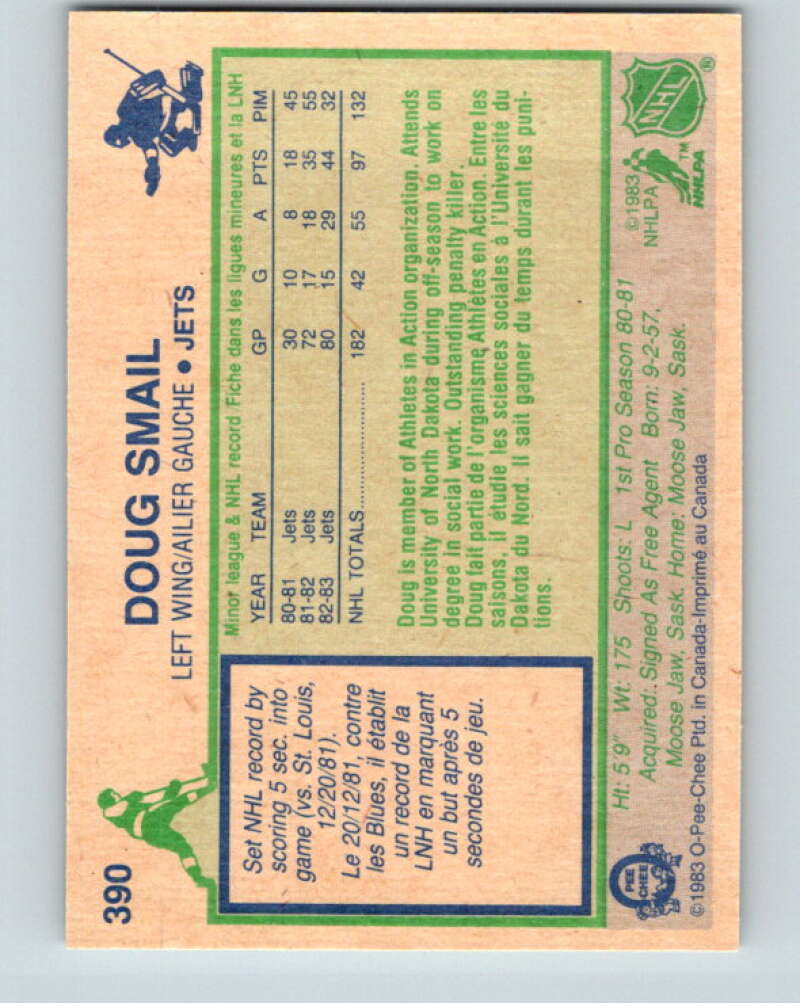 390
DOUG SMAIL
LEFT WING/AILIER GAUCHE • JETS
Set NHL record by
scoring 5 sec. into
game (vs. St. Louis,
12/20/81).
Le 20/12/81, contre
les Blues, il établit
un record de la
LNH en marquant
un but après 5
secondes de jeu.
Minor league & NHL record/Fiche dans les ligues mineures et la LNH
YEAR TEAM GP G A PTS PIM
80-81 Jets 30 10 8 18 45
81-82 Jets 72 17 18 35 55
82-83 Jets 80 15 29 44 32
NHL TOTALS 182 42 55 97 132
Doug is member of Athletes in Action organization. Attends
University of North Dakota during off-season to work on
degree in social work. Outstanding penalty killer.
Doug fait partie de l'organisme Athlètes en Action. Entre les
saisons, il étudie les sciences sociales à l'Université du
Dakota du Nord. Il sait gagner du temps durant les puni-
tions.
Ht: 5'9" Wt: 175 Shoots: L 1st Pro Season 80-81
Acquired: Signed As Free Agent Born: 9-2-57,
Moose Jaw, Sask. Home: Moose Jaw, Sask.
©1983 O-Pee-Chee Ptd. in Canada-Imprimé au Canada
O
PEE
CHEE
©1983
NHLPA
NHL ®
NHLPA ™